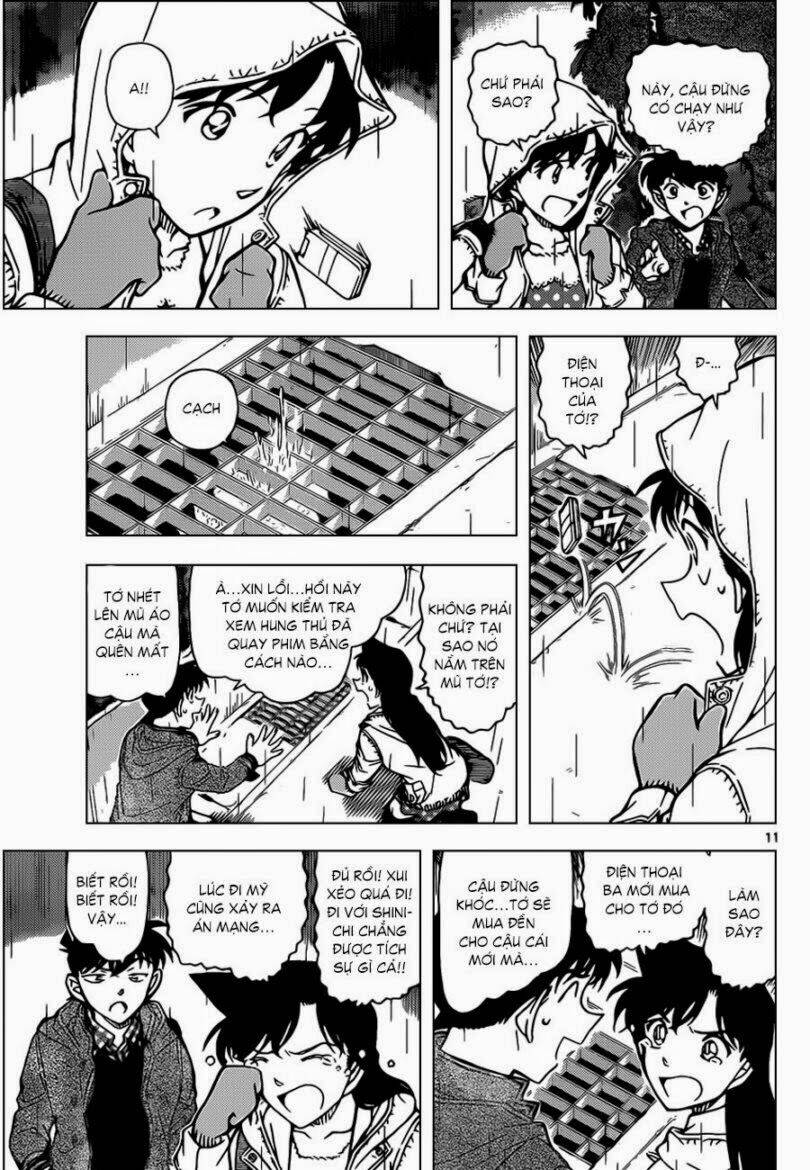 NÀY, CẬU ĐỪNG
CÓ CHẠY NHƯ
VẬY?
CHỨ PHẢI
SAO?
A!!
Đ-...
ĐIỆN
THOẠI
CỦA
TỚ!?
ガッ
CẠCH
KHÔNG PHẢI
CHỨ? TẠI
SAO NÓ
NẰM TRÊN
MŨ TỚ!?
À...XIN LỖI...HỒI NÃY
TỚ MUỐN KIỂM TRA
XEM HUNG THỦ ĐÃ
QUAY PHIM BẰNG
CÁCH NÀO...
TỚ NHÉT
LÊN MŨ ÁO
CẬU MÀ
QUÊN MẤT
...
11
LÀM
SAO
ĐÂY?
ĐIỆN THOẠI
BA MỚI MUA
CHO TỚ ĐÓ
...
CẬU ĐỪNG
KHÓC...TỚ SẼ
MUA ĐỀN
CHO CẬU CÁI
MỚI MÀ...
ĐỦ RỒI! XUI
XẺO QUÁ ĐI!
ĐI VỚI SHINI-
CHI CHẲNG
ĐƯỢC TÍCH
SỰ GÌ CẢ!!
LÚC ĐI MỸ
CŨNG XẢY RA
ÁN MẠNG...
BIẾT RỒI!
BIẾT RỒI!
VẬY...